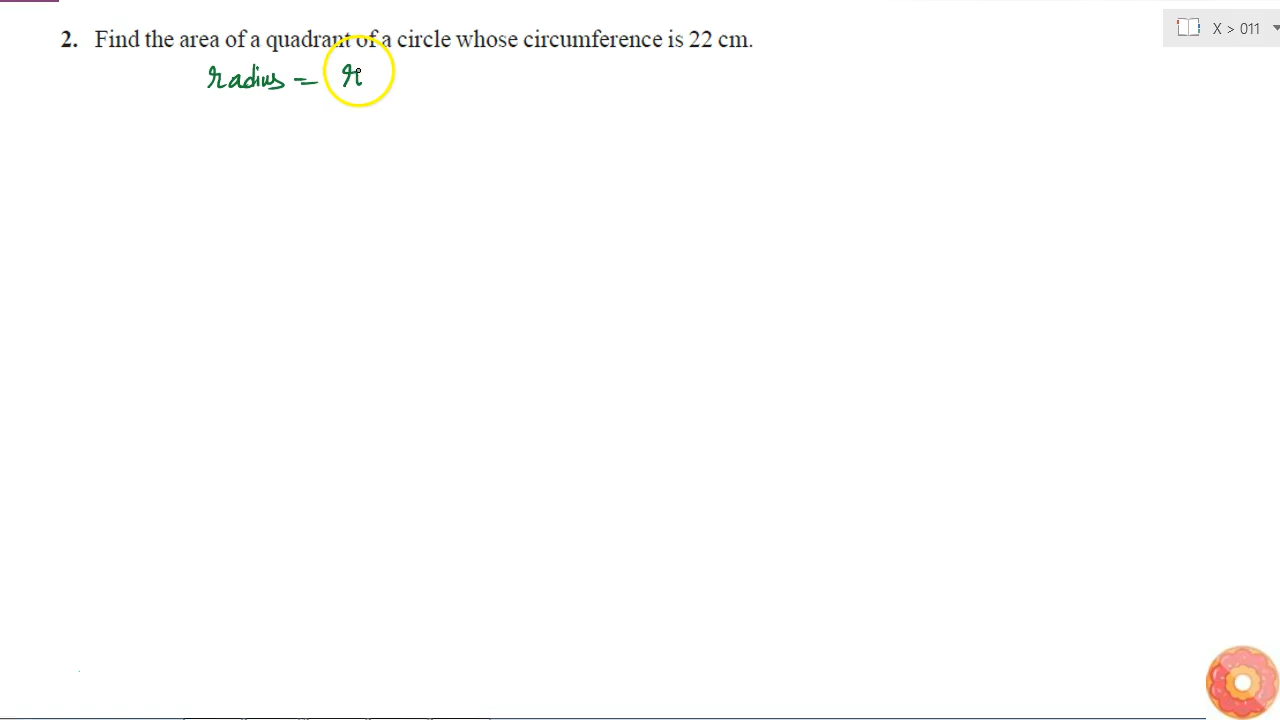 2. Find the area of a quadrant of a circle whose circumference is 22 cm.
X > 011
radius = r